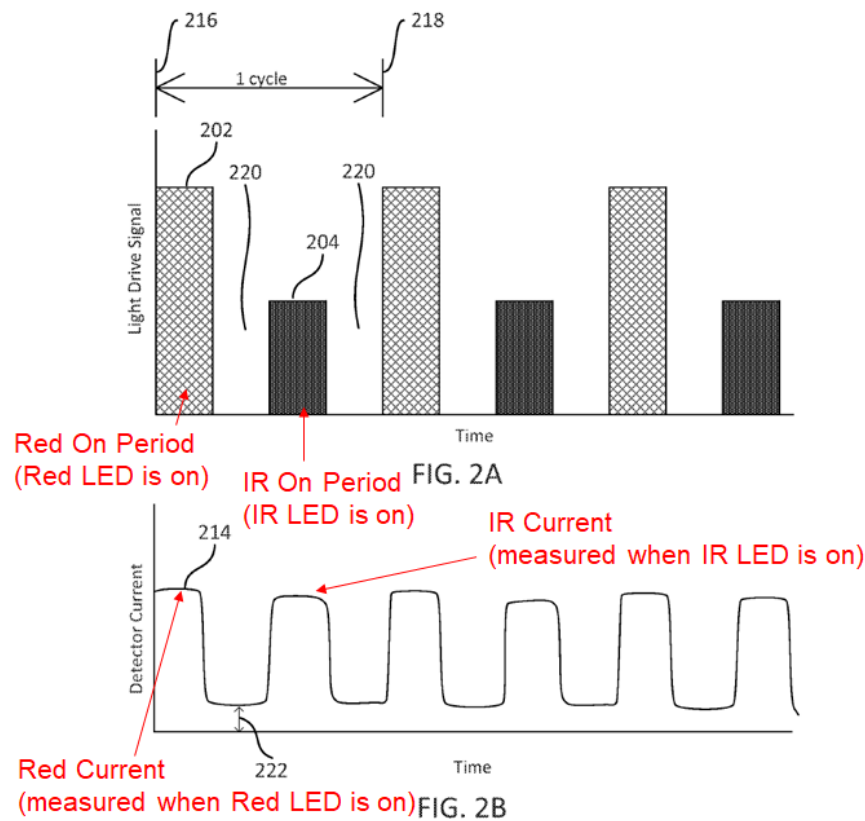 216
218
1 cycle
202
220
220
204
Light Drive Signal
Time
Red On Period
(Red LED is on)
IR On Period
(IR LED is on)
FIG. 2A
IR Current
(measured when IR LED is on)
214
Detector Current
222
Time
Red Current
(measured when Red LED is on)
FIG. 2B